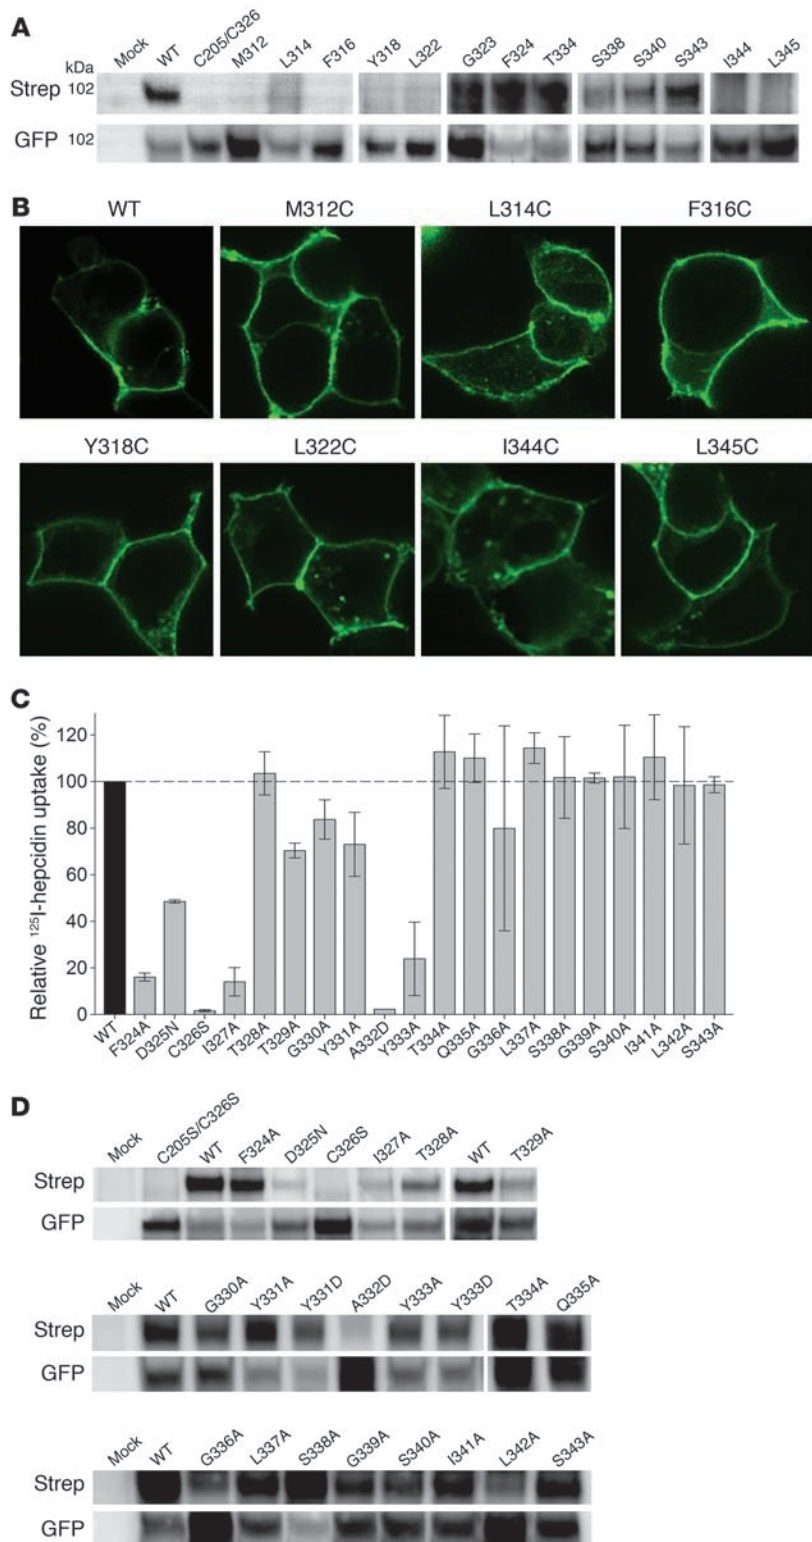 A
Mock WT C205/C326 M312 L314 F316 Y318 L322 G323 F324 T334 S338 S340 S343 I344 L345
kDa
Strep 102
GFP 102
B
WT M312C L314C F316C
Y318C L322C I344C L345C
C
Relative 125I-hepcidin uptake (%)
120
100
80
60
40
20
0
WT F324A D325N C326S I327A T328A T329A G330A Y331A A332D Y333A T334A Q335A G336A L337A S338A G339A S340A I341A L342A S343A
D
Mock C205S/C326S WT F324A D325N C326S I327A T328A WT T329A
Strep
GFP
Mock WT G330A Y331A Y331D A332D Y333A Y333D T334A Q335A
Strep
GFP
Mock WT G336A L337A S338A G339A S340A I341A L342A S343A
Strep
GFP